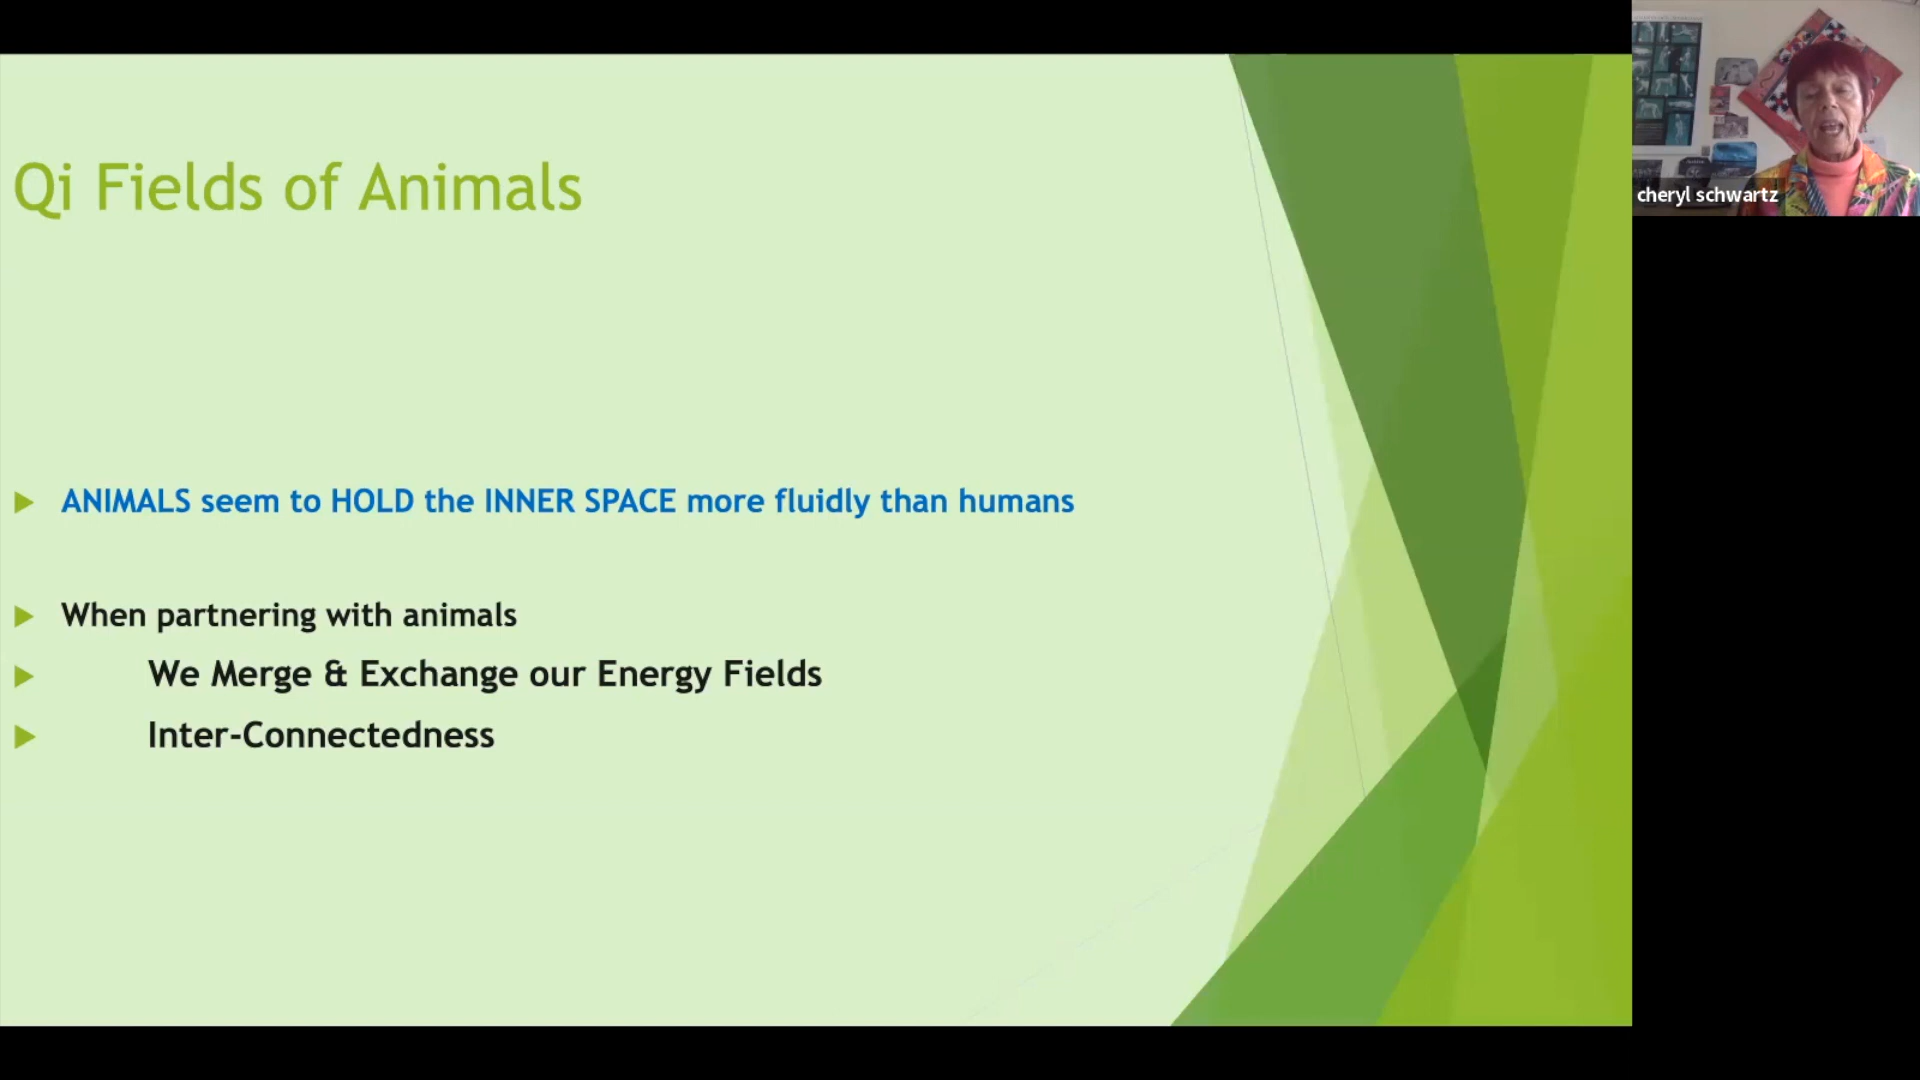 Qi Fields of Animals
ANIMALS seem to HOLD the INNER SPACE more fluidly than humans
When partnering with animals
We Merge & Exchange our Energy Fields
Inter-Connectedness
cheryl schwartz